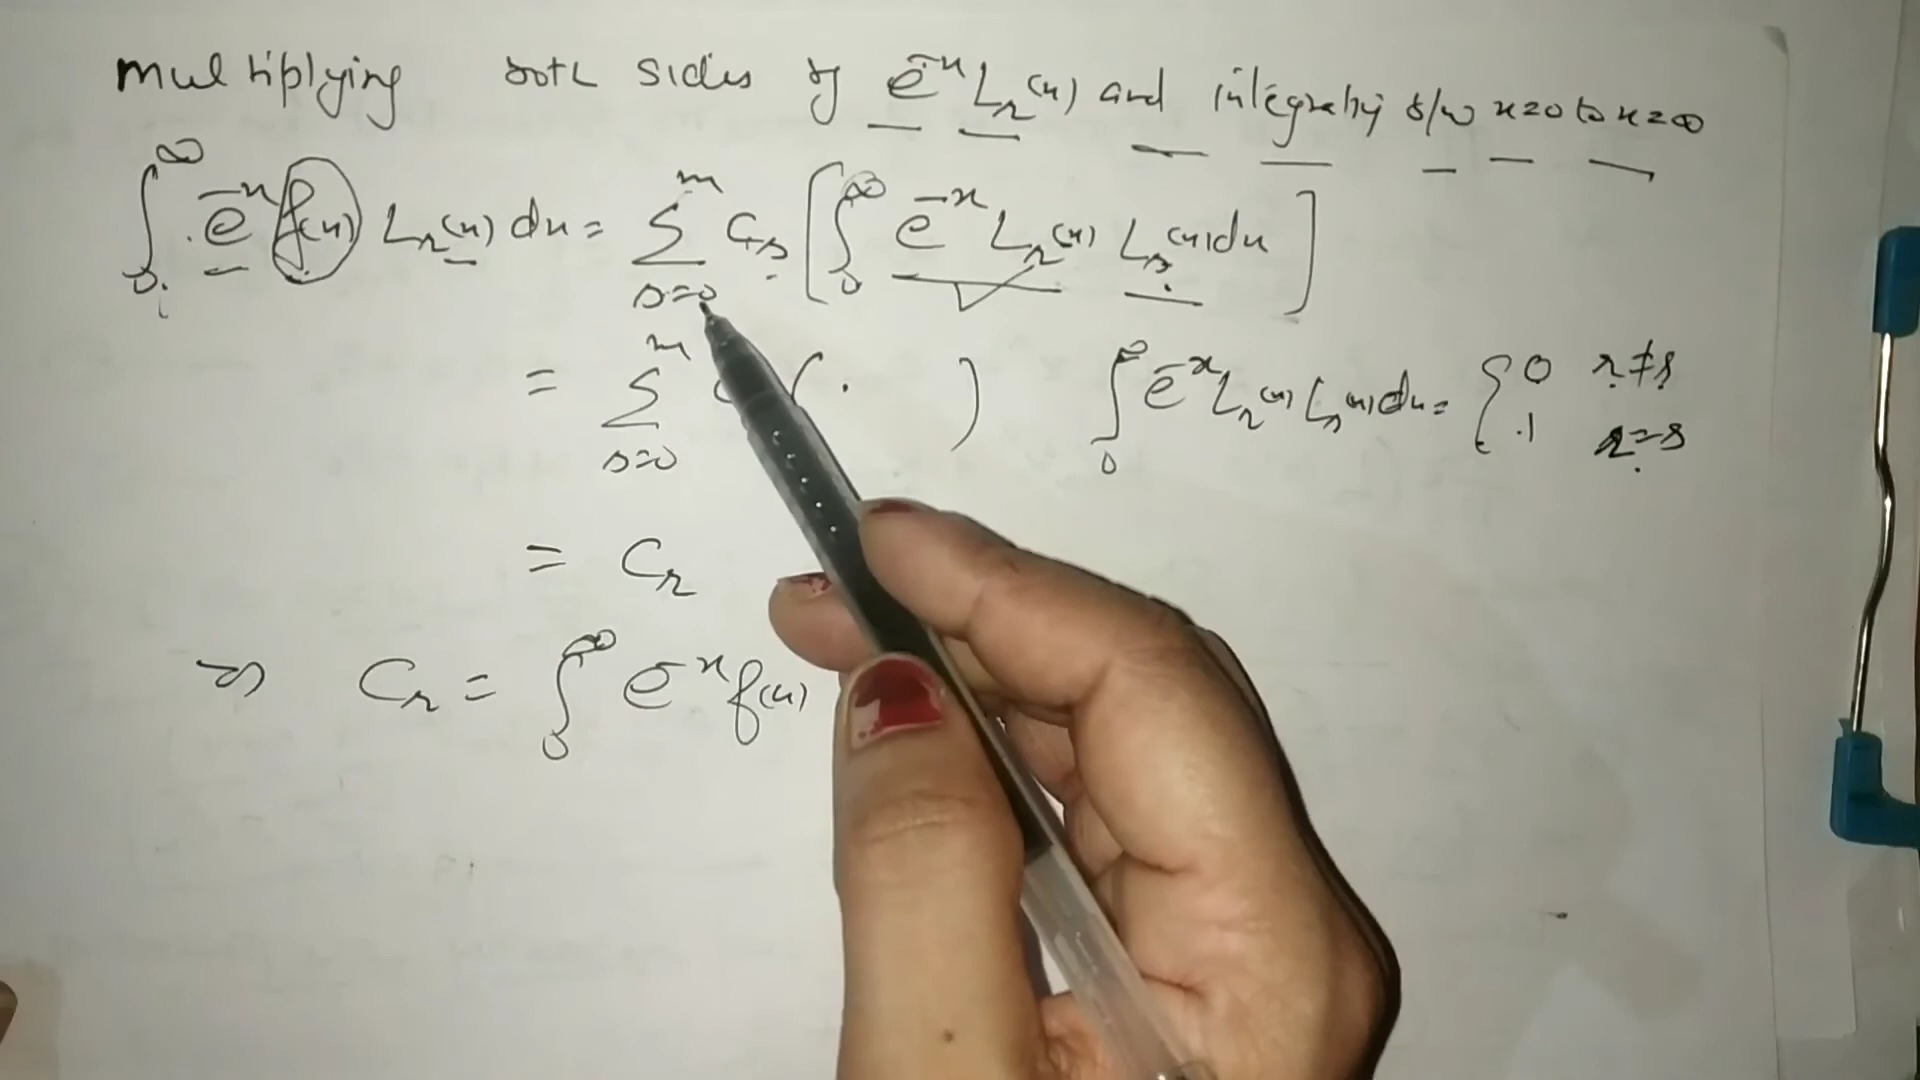 multiplying both sides by e^-x L_r(x) and integrating b/w x=0 to x=∞
∫_0^∞ e^-x f(x) L_r(x) dx = Σ_{s=0}^m C_s [ ∫_0^∞ e^-x L_r(x) L_s(x) dx ]
= Σ_{s=0}^m C ( ) ∫_0^∞ e^-x L_r(x) L_s(x) dx = { 0 r≠s
1 r=s
= C_r
⇒ C_r = ∫_0^∞ e^-x f(x)